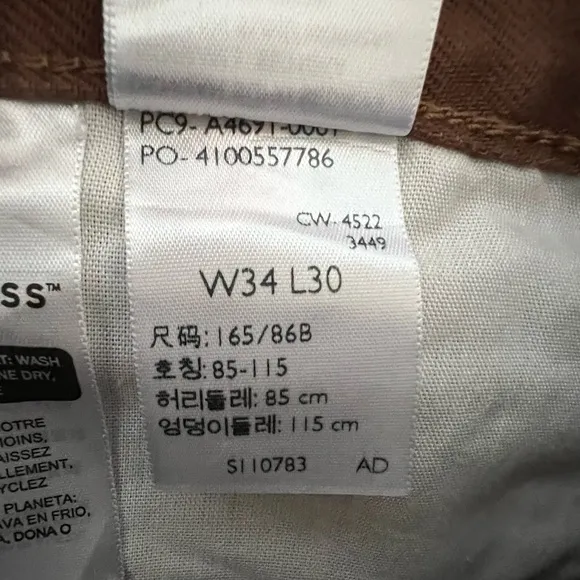 PC9- A4691-0001
PO- 4100557786
CW- 4522
3449
W34 L30
尺码: 165/86B
호칭: 85-115
허리둘레: 85 cm
엉덩이둘레: 115 cm
S110783 AD
SS™
T: WASH
NE DRY,
E
OTRE
MOINS,
AISSEZ
LLEMENT,
YCLEZ
PLANETA:
AVA EN FRIO,
A, DONA O